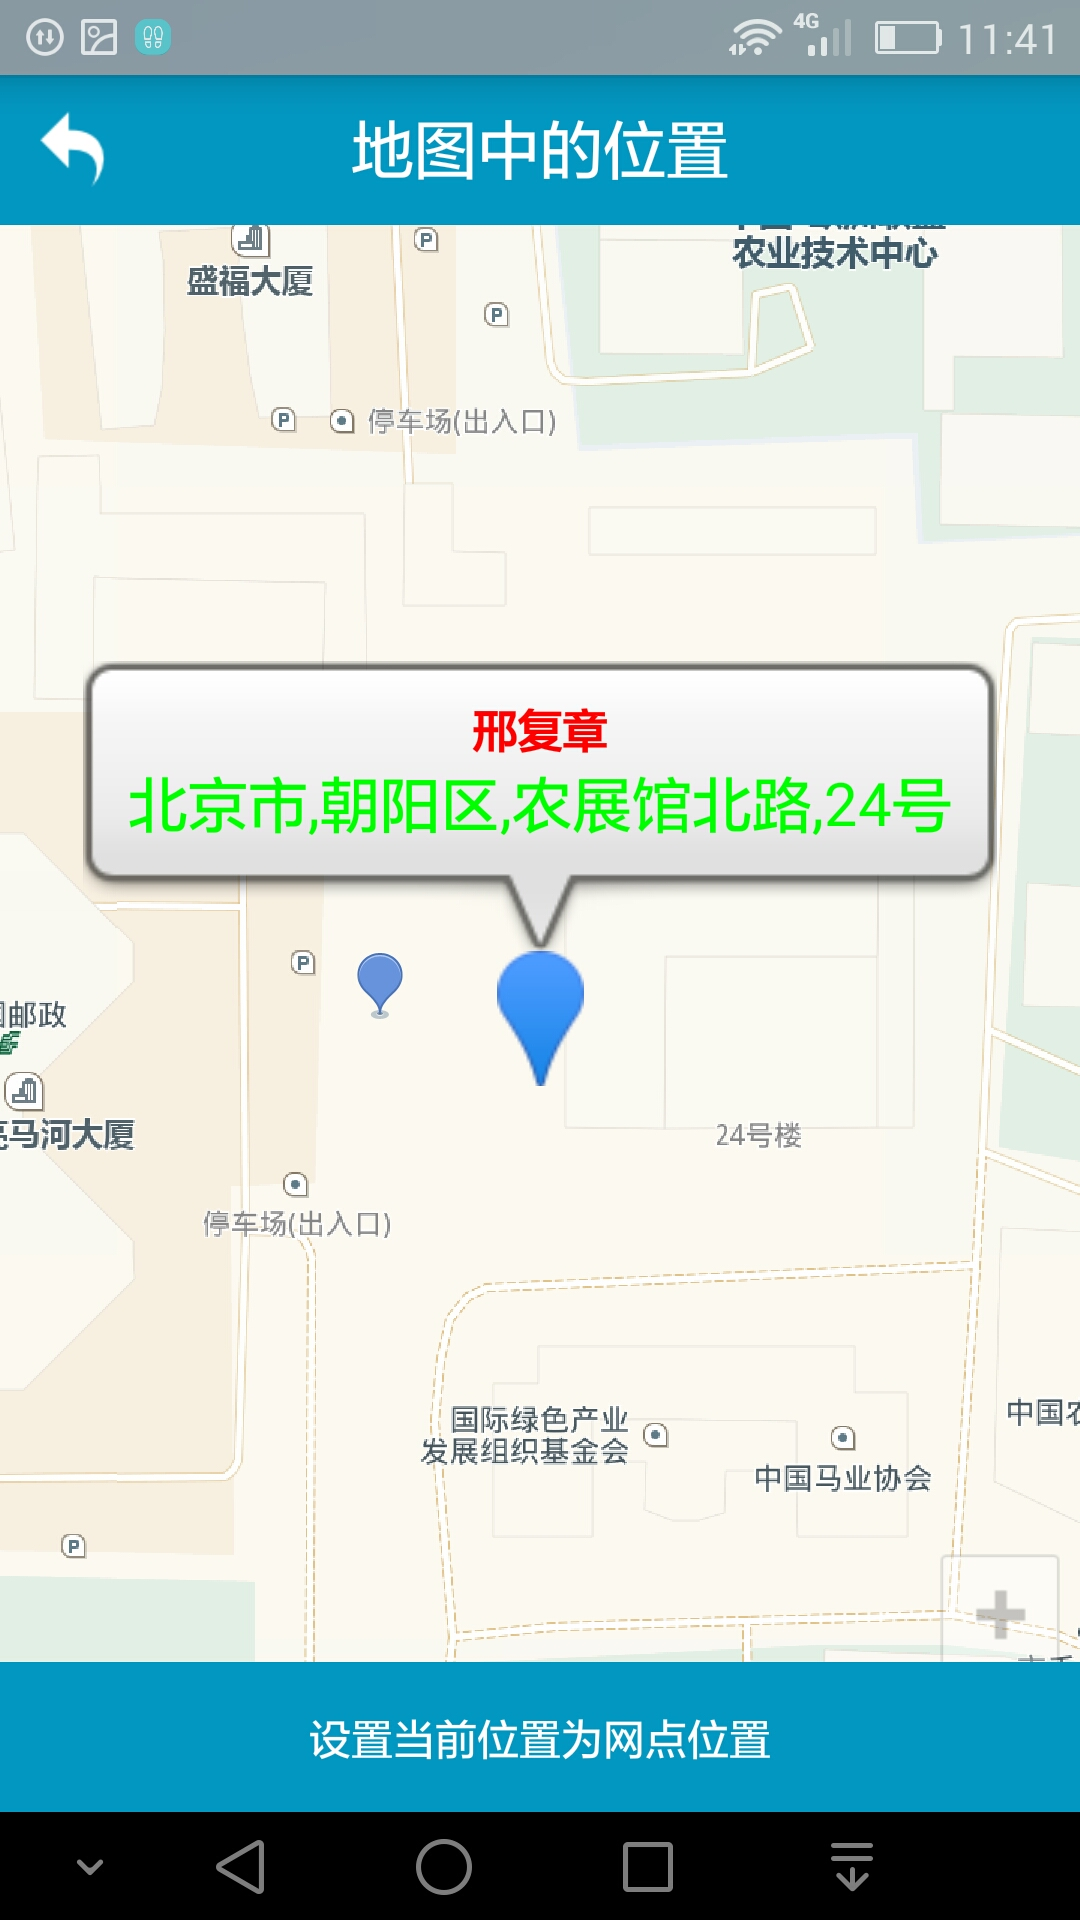 4G
11:41
地图中的位置
农业技术中心
盛福大厦
P
P
P
停车场(出入口)
邢复章
北京市,朝阳区,农展馆北路,24号
P
邮政
马河大厦
24号楼
停车场(出入口)
国际绿色产业
发展组织基金会
中国马业协会
中国农
P
设置当前位置为网点位置